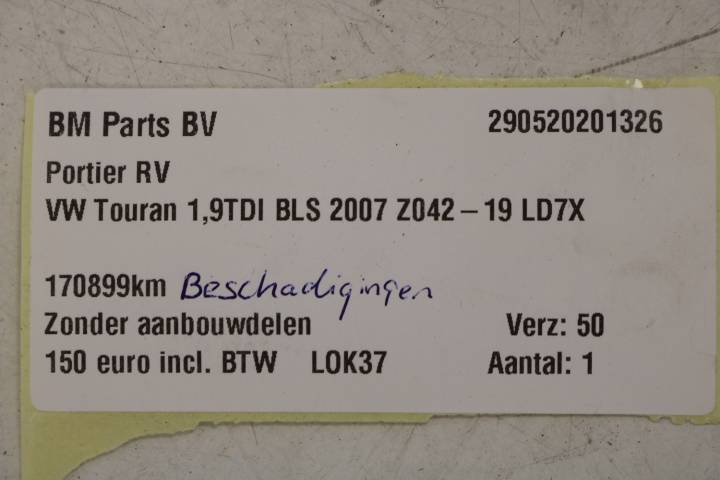 BM Parts BV 290520201326
Portier RV
VW Touran 1,9TDI BLS 2007 Z042 – 19 LD7X
170899km Beschadigingen
Zonder aanbouwdelen Verz: 50
150 euro incl. BTW LOK37 Aantal: 1